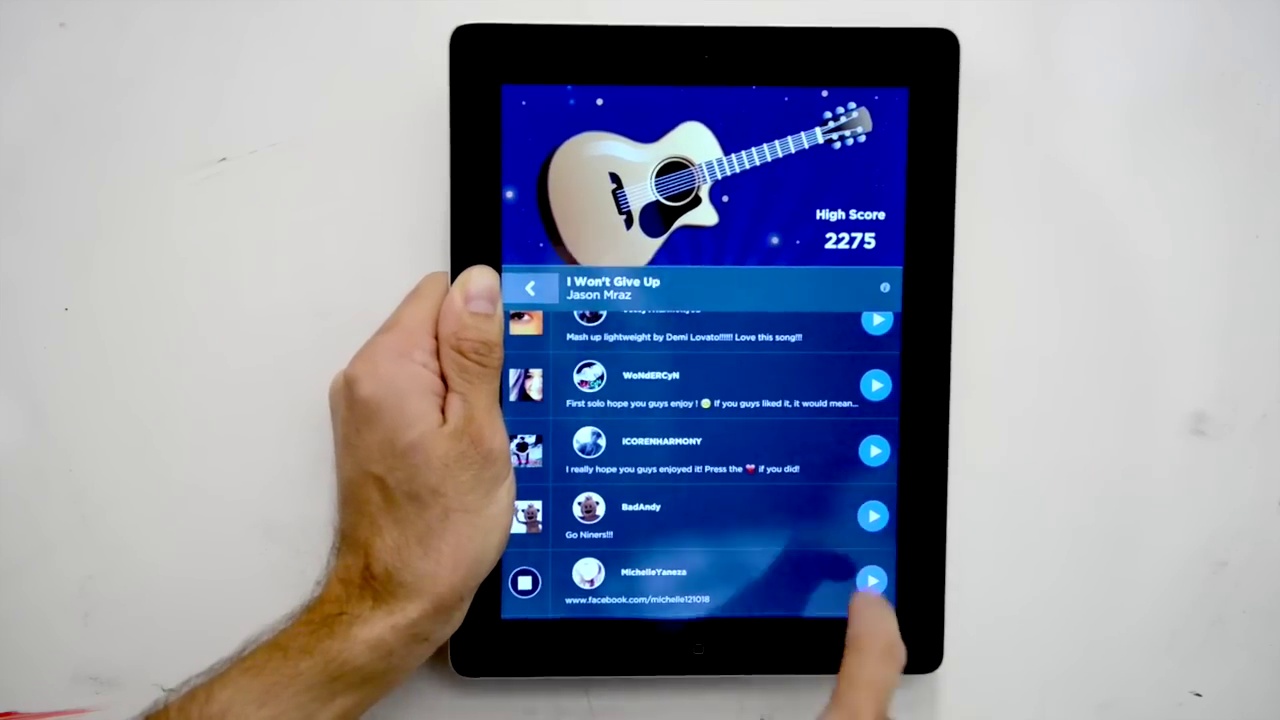 High Score
2275
I Won't Give Up
Jason Mraz
Mash up lightweight by Demi Lovato!!!!!! Love this song!!!
WoNdERCyN
First solo hope you guys enjoy ! If you guys liked it, it would mean...
ICORENHARMONY
I really hope you guys enjoyed it! Press the ❤️ if you did!
BadAndy
Go Niners!!!
MichelleYaneza
www.facebook.com/michelle121018